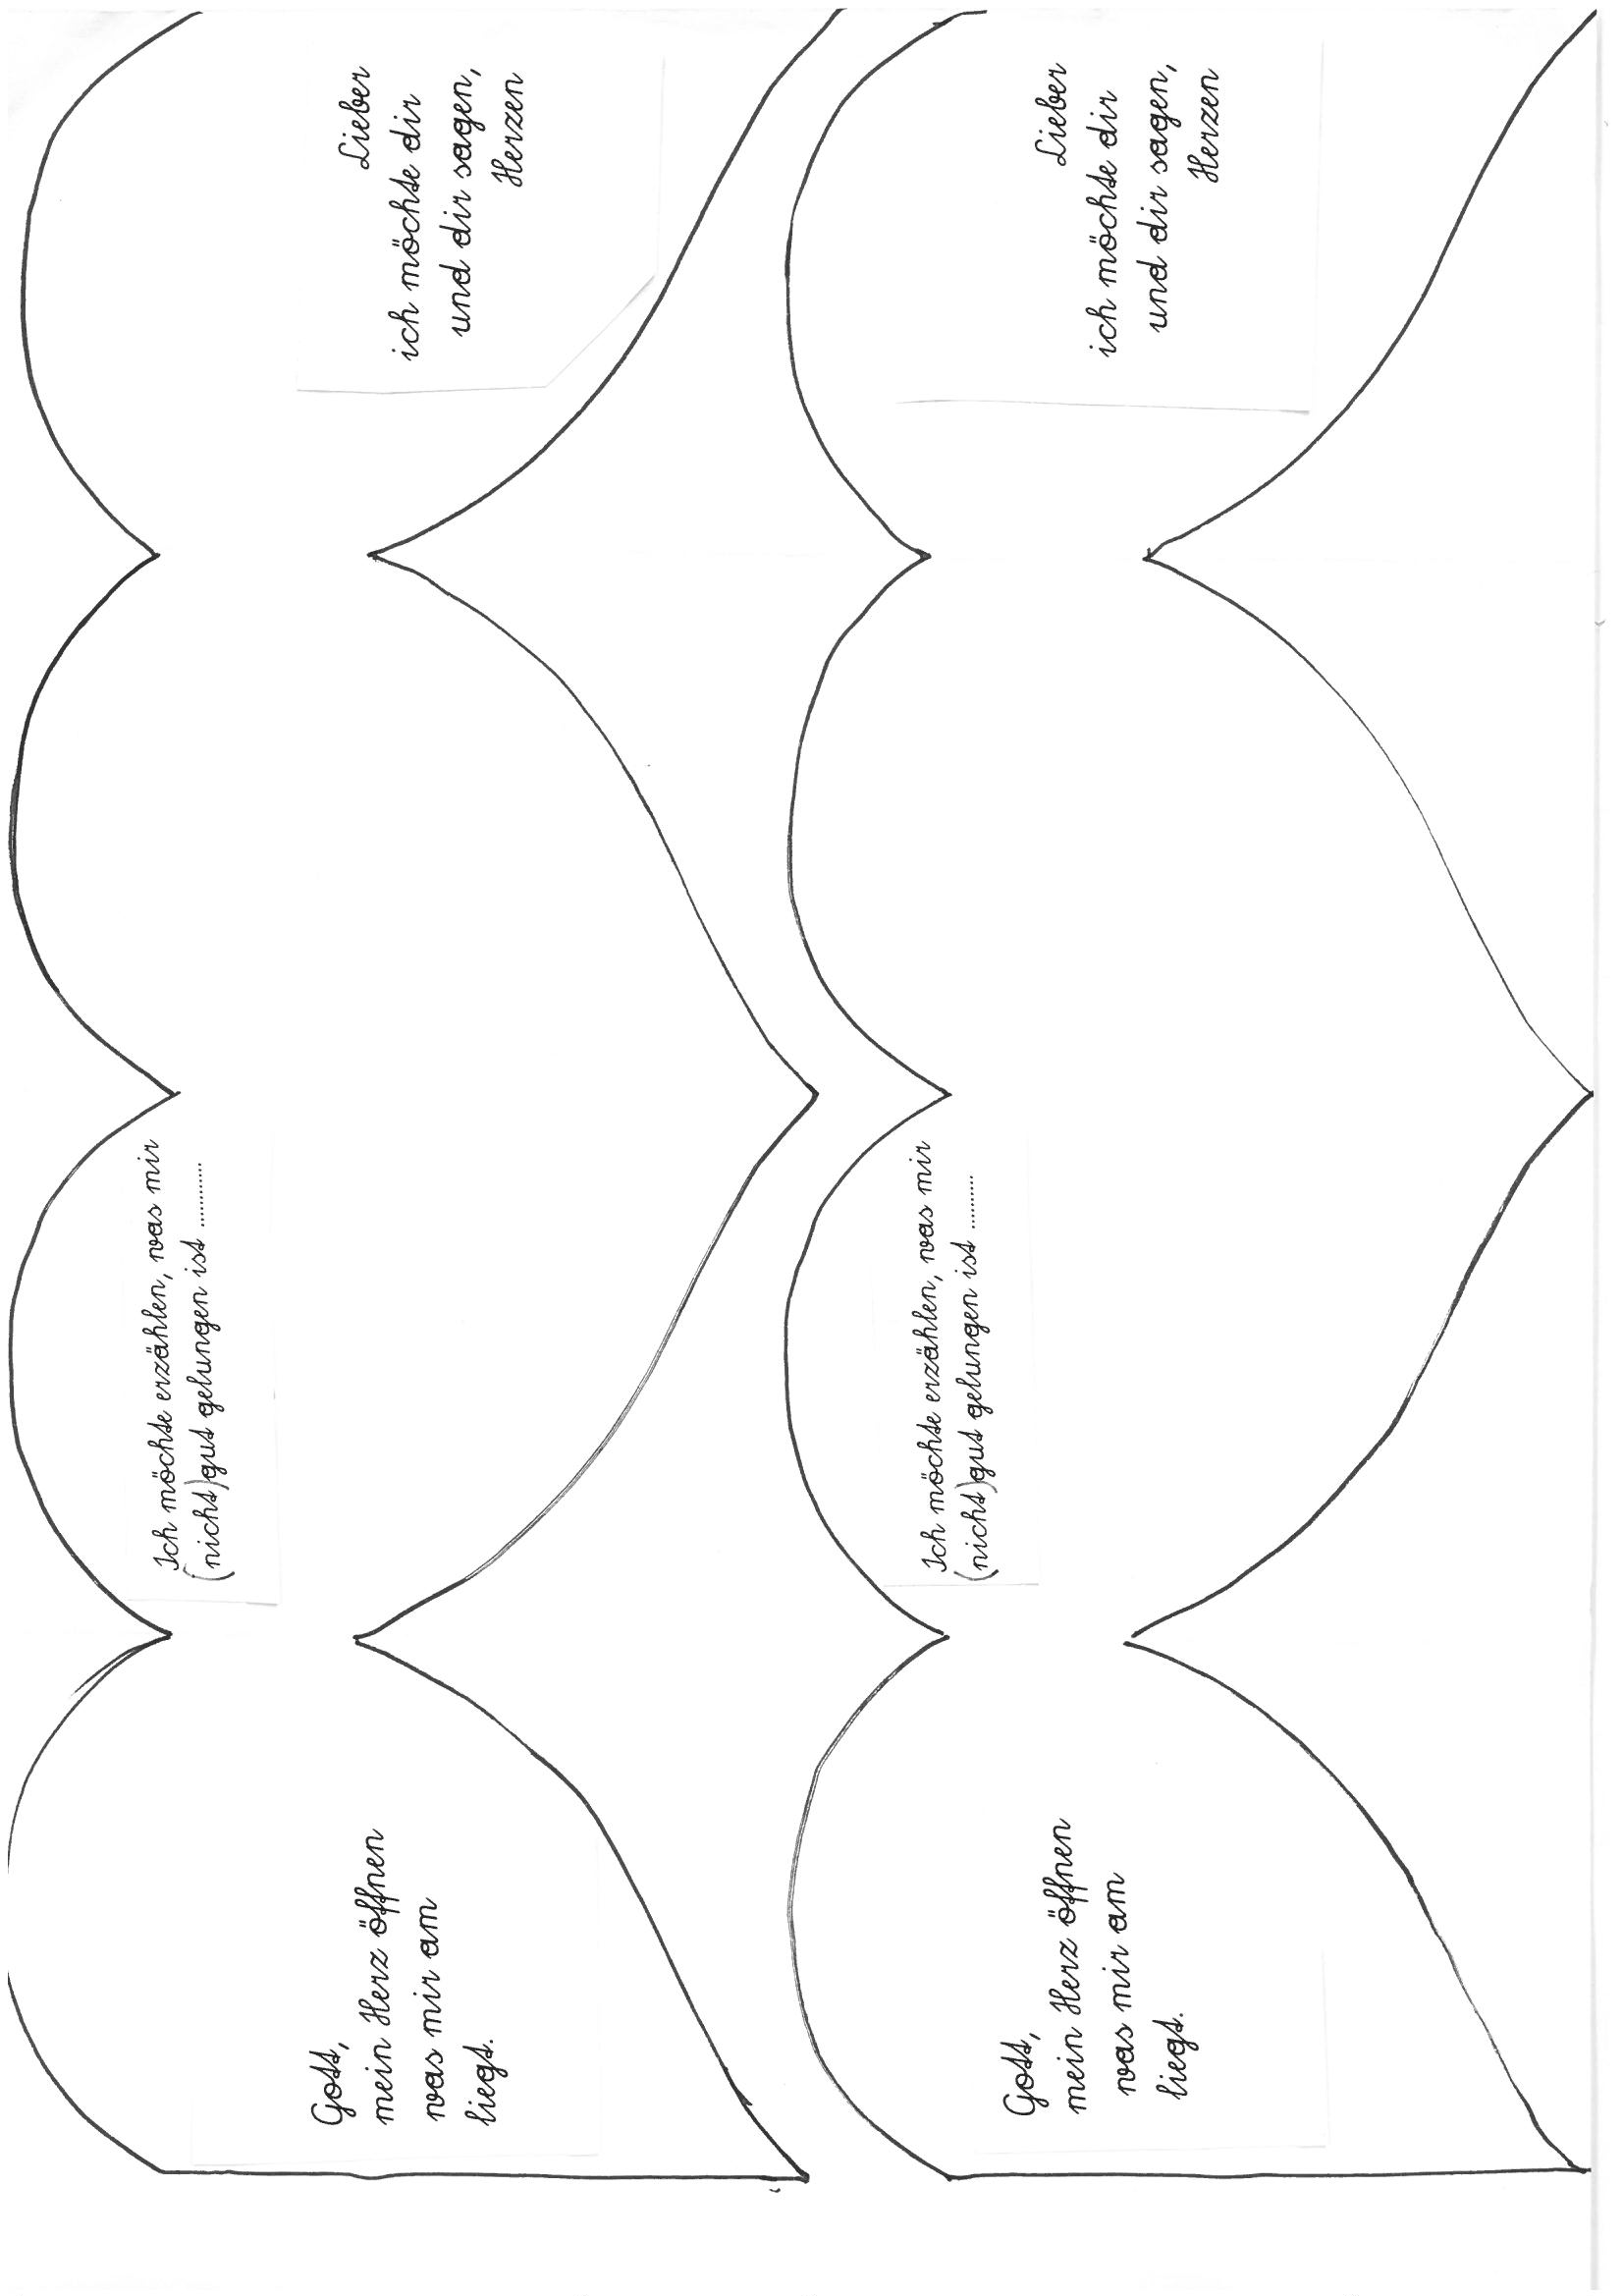 Gott,
mein Herz öffnen
was mir am
liegt.
Ich möchte erzählen, was mir
(nicht) gut gelungen ist ...........
Lieber
ich möchte dir
und dir sagen,
Herzen
Gott,
mein Herz öffnen
was mir am
liegt.
Ich möchte erzählen, was mir
(nicht) gut gelungen ist ..........
Lieber
ich möchte dir
und dir sagen,
Herzen